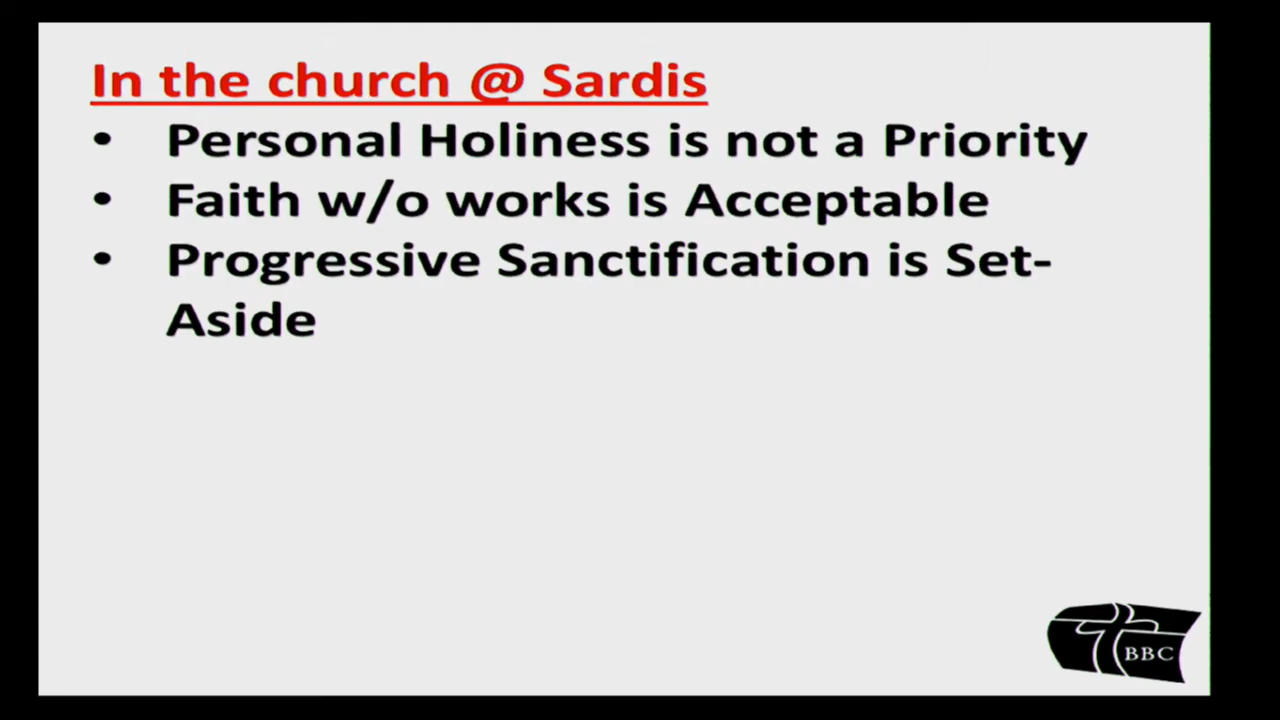 In the church @ Sardis
• Personal Holiness is not a Priority
• Faith w/o works is Acceptable
• Progressive Sanctification is Set-
Aside
BBC